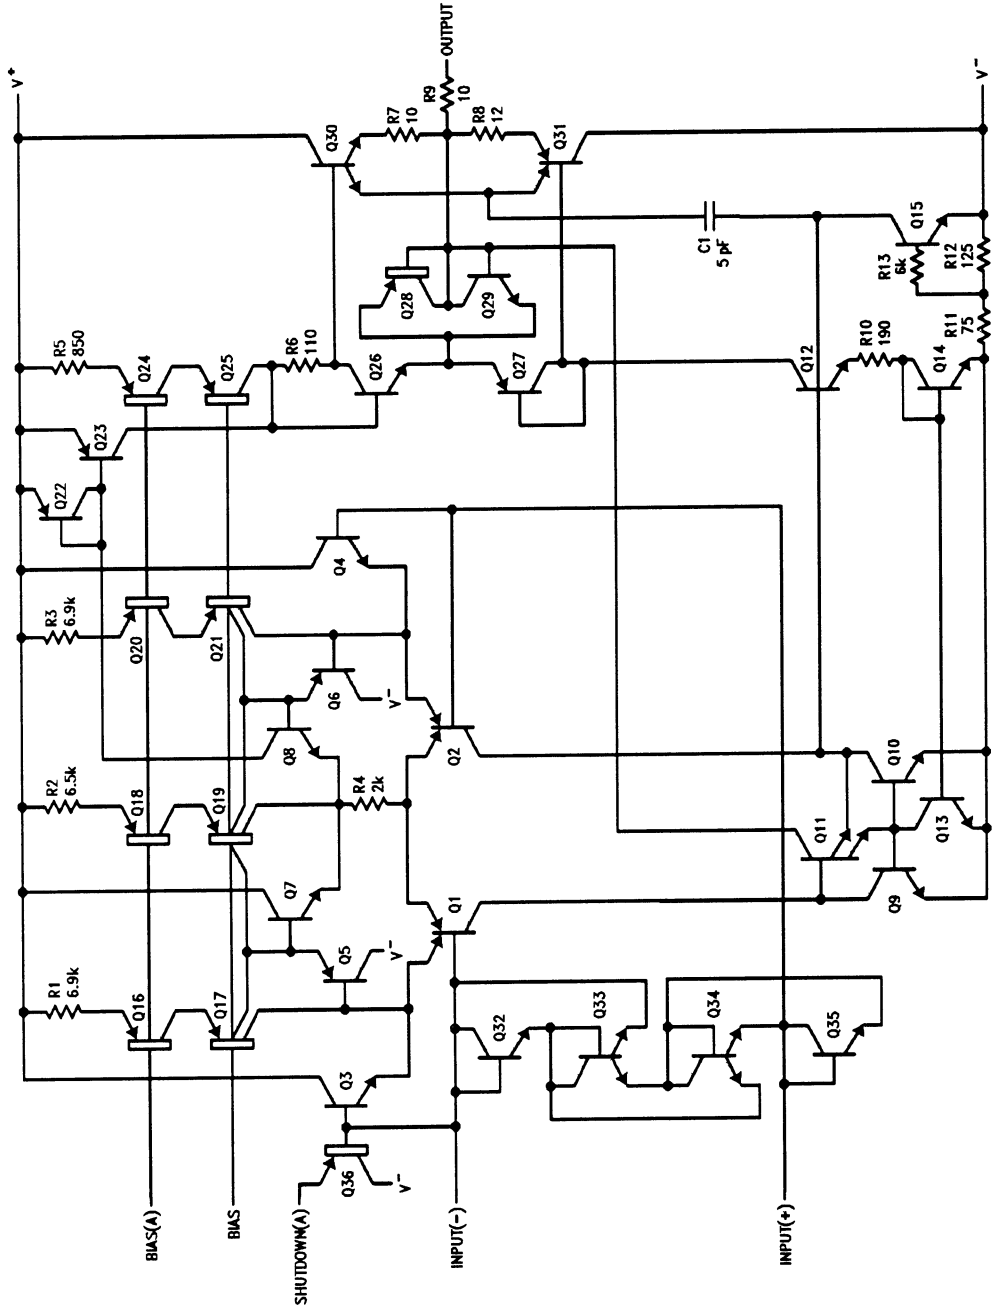 BIAS(A)
BIAS
SHUTDOWN(A)
INPUT(-)
INPUT(+)
V+
V-
OUTPUT
R1
6.9k
Q16
Q17
Q36
V-
Q3
Q5
V-
Q7
R2
6.5k
Q18
Q19
R4
2k
Q8
Q6
V-
R3
6.9k
Q20
Q21
Q4
Q1
Q2
Q22
Q23
R5
850
Q24
Q25
R6
110
Q26
Q27
Q28
Q29
Q30
R7
10
R9
10
R8
12
Q31
C1
5 pF
Q15
R13
6k
R12
125
R11
75
Q12
R10
190
Q14
Q11
Q10
Q13
Q9
Q32
Q33
Q34
Q35